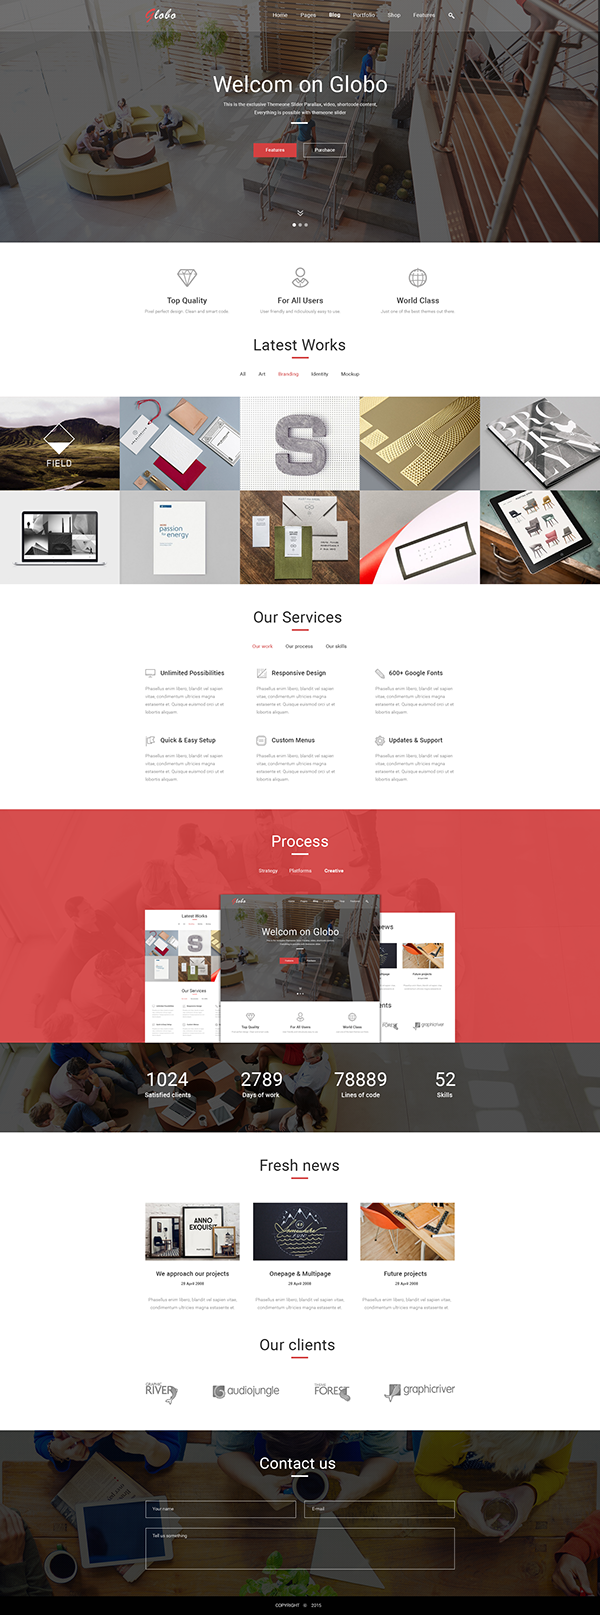 Globo
Home Pages Blog Portfolio Shop Features
Welcom on Globo
This is the exclusive Themeone Slider Parallax, video, shortcode content,
Everything is possible with themeone slider
Features Purchace
Top Quality For All Users World Class
Pixel perfect design. Clean and smart code User friendly and ridiculously easy to use. Just one of the best themes out there.
Latest Works
All Art Branding Identity Mockup
FIELD
S
passion
for energy
Our Services
Our work Our process Our skills
Unlimited Possibilities Responsive Design 600+ Google Fonts
Phasellus enim libero, blandit vel sapien
vitae, condimentum ultricies magna
estasente et. Quisque euismod orci ut et
lobortis aliquam.
Phasellus enim libero, blandit vel sapien
vitae, condimentum ultricies magna
estasente et. Quisque euismod orci ut et
lobortis aliquam.
Phasellus enim libero, blandit vel sapien
vitae, condimentum ultricies magna
estasente et. Quisque euismod orci ut et
lobortis aliquam.
Quick & Easy Setup Custom Menus Updates & Support
Phasellus enim libero, blandit vel sapien
vitae, condimentum ultricies magna
estasente et. Quisque euismod orci ut et
lobortis aliquam.
Phasellus enim libero, blandit vel sapien
vitae, condimentum ultricies magna
estasente et. Quisque euismod orci ut et
lobortis aliquam.
Phasellus enim libero, blandit vel sapien
vitae, condimentum ultricies magna
estasente et. Quisque euismod orci ut et
lobortis aliquam.
Process
Strategy Platforms Creative
Globo
Welcom on Globo
Latest Works
S
Our Services
Top Quality For All Users World Class
News
Future projects
graphicriver
1024 2789 78889 52
Satisfied clients Days of work Lines of code Skills
Fresh news
ANNO
EXQUISIT
We approach our projects Onepage & Multipage Future projects
29 April 2008 29 April 2008 29 April 2008
Phasellus enim libero, blandit vel sapien vitae,
condimentum ultricies magna estasente et
Phasellus enim libero, blandit vel sapien vitae,
condimentum ultricies magna estasente et
Phasellus enim libero, blandit vel sapien vitae,
condimentum ultricies magna estasente et
Our clients
GRAPHIC
RIVER
audiojungle
FOREST
graphicriver
Contact us
Your name E-mail
Tell us something
COPYRIGHT © 2015